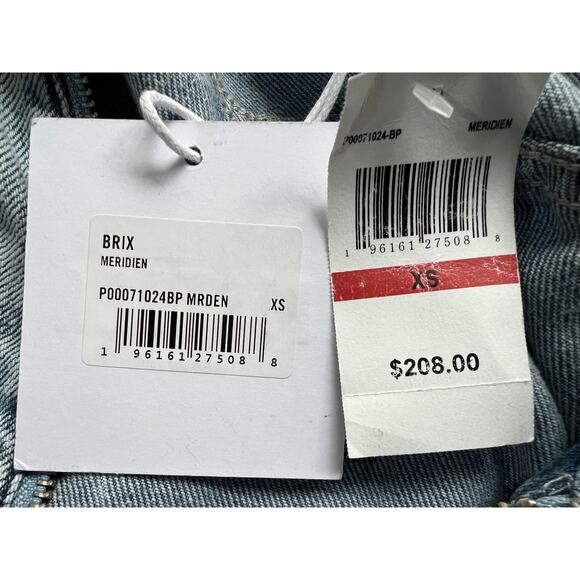 BRIX
MERIDIEN
P00071024BP MRDEN XS
1 96161 27508 8
P00071024-BP MERIDIEN
1 96161 27508 8
XS
$208.00